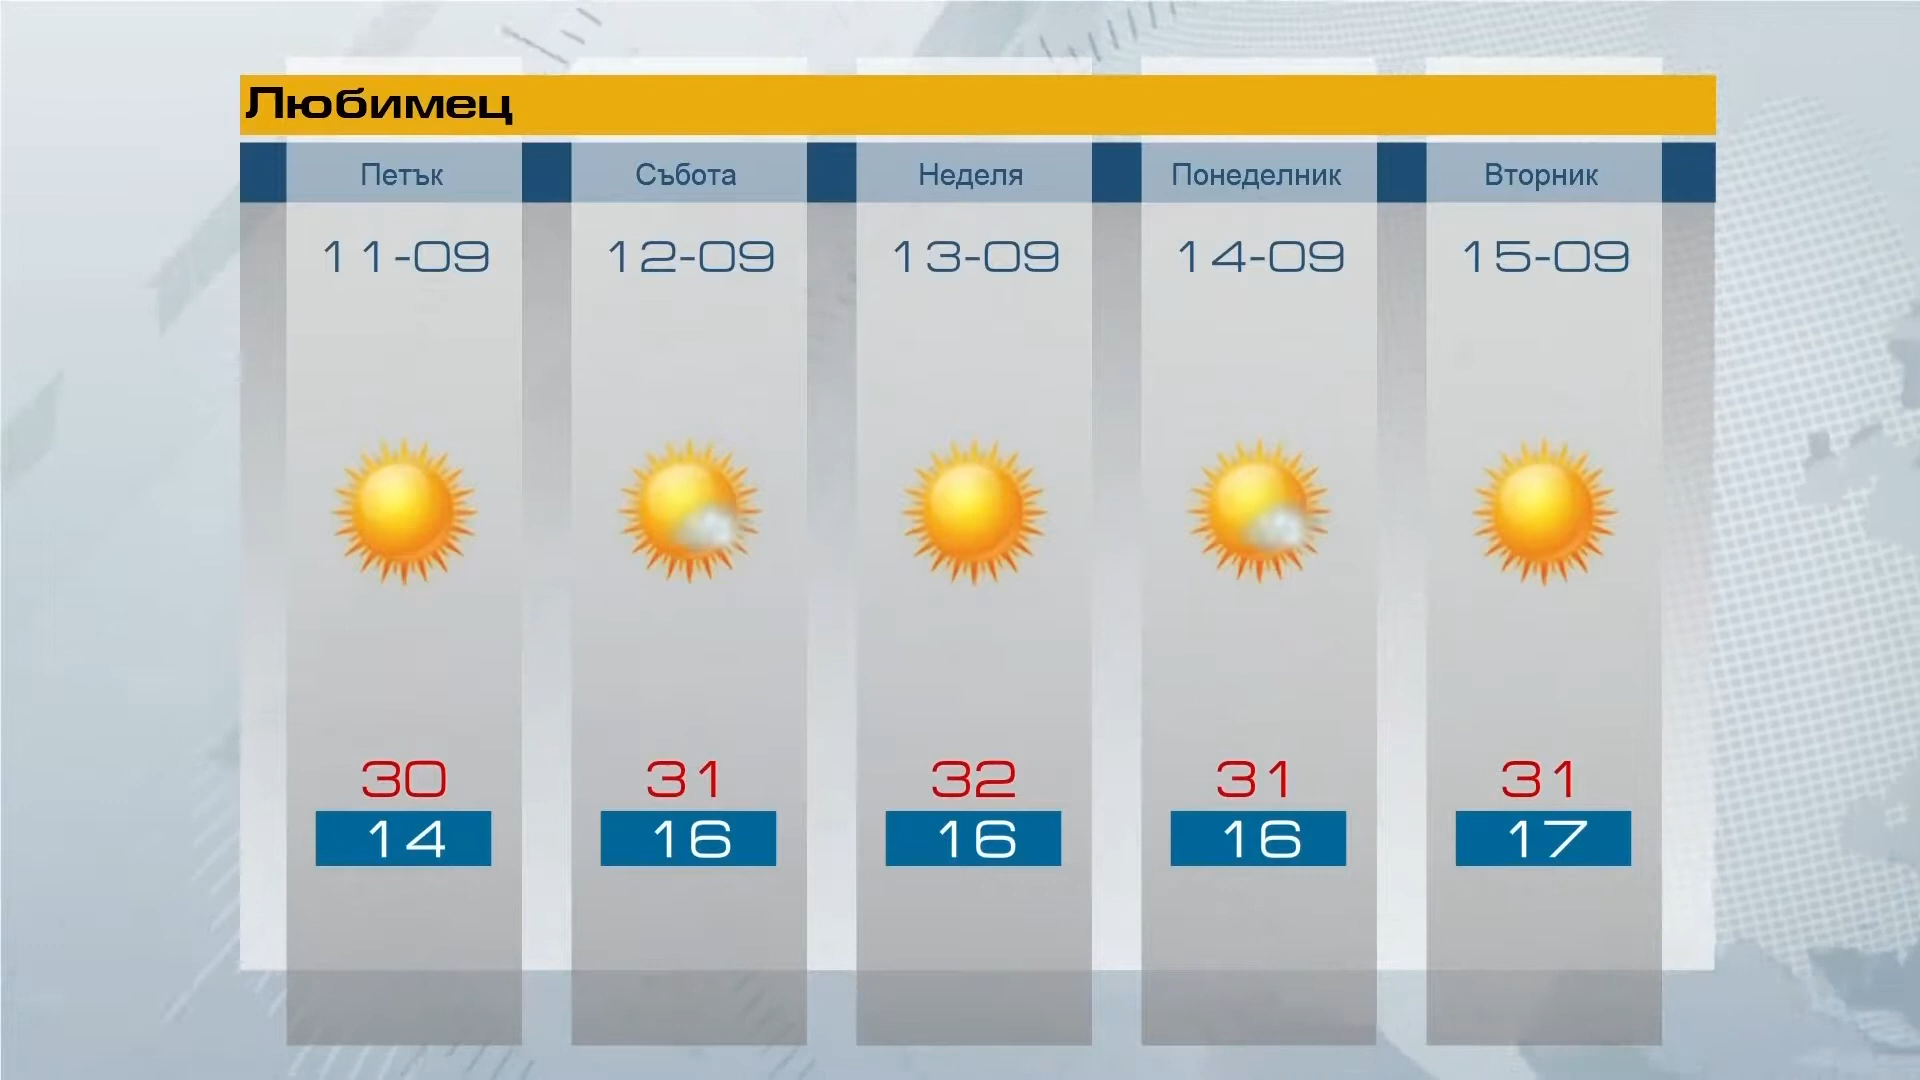 Любимец
Петък Събота Неделя Понеделник Вторник
11-09 12-09 13-09 14-09 15-09
30 31 32 31 31
14 16 16 16 17